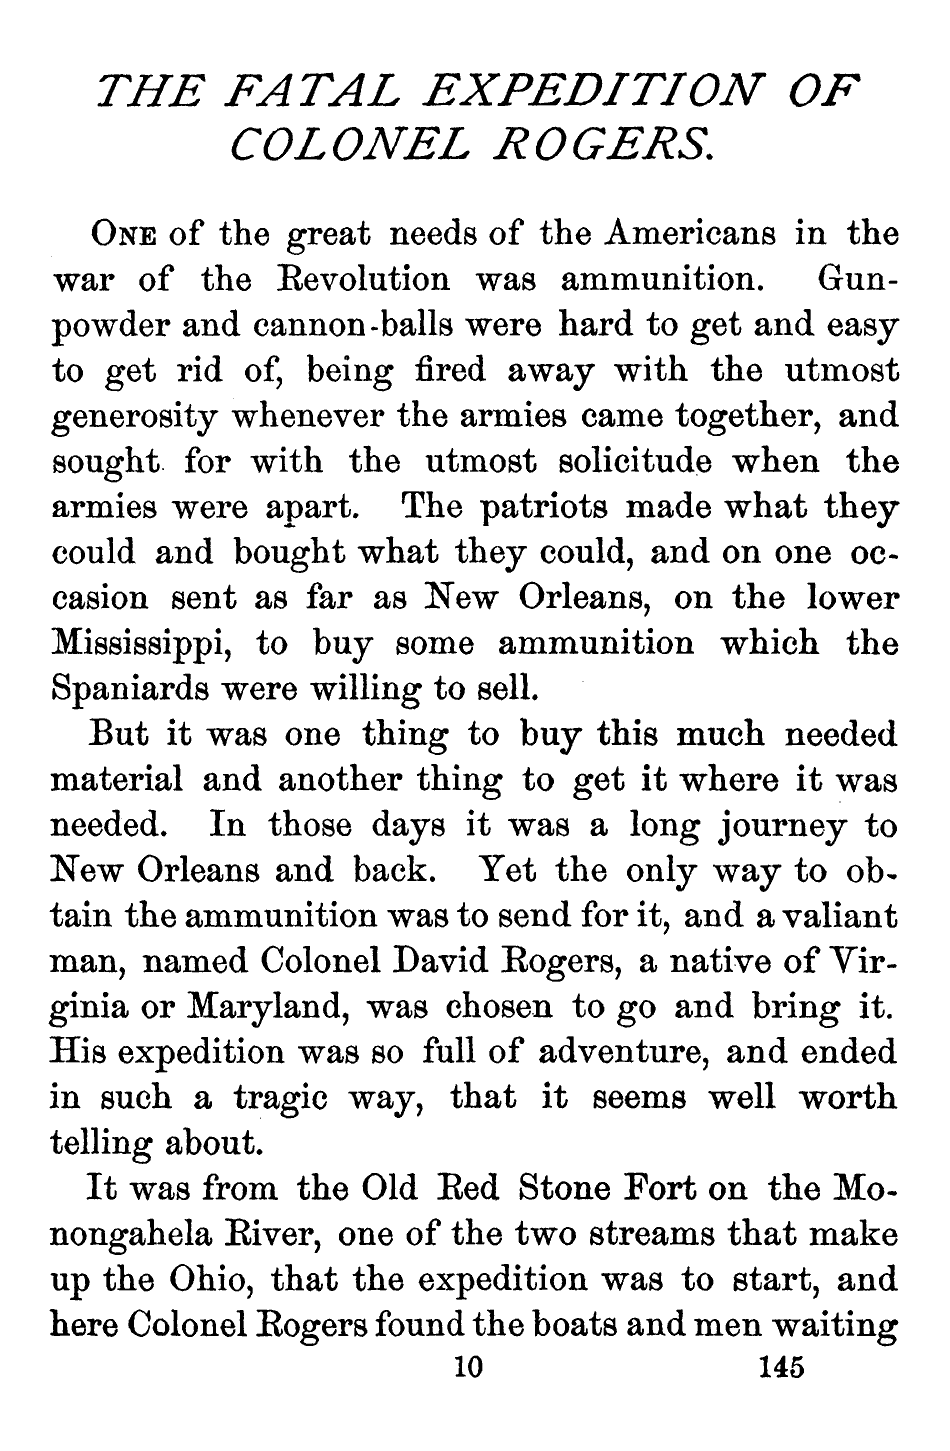 THE FATAL EXPEDITION OF
COLONEL ROGERS.
ONE of the great needs of the Americans in the
war of the Revolution was ammunition. Gun-
powder and cannon-balls were hard to get and easy
to get rid of, being fired away with the utmost
generosity whenever the armies came together, and
sought for with the utmost solicitude when the
armies were apart. The patriots made what they
could and bought what they could, and on one oc-
casion sent as far as New Orleans, on the lower
Mississippi, to buy some ammunition which the
Spaniards were willing to sell.
But it was one thing to buy this much needed
material and another thing to get it where it was
needed. In those days it was a long journey to
New Orleans and back. Yet the only way to ob-
tain the ammunition was to send for it, and a valiant
man, named Colonel David Rogers, a native of Vir-
ginia or Maryland, was chosen to go and bring it.
His expedition was so full of adventure, and ended
in such a tragic way, that it seems well worth
telling about.
It was from the Old Red Stone Fort on the Mo-
nongahela River, one of the two streams that make
up the Ohio, that the expedition was to start, and
here Colonel Rogers found the boats and men waiting
10 145